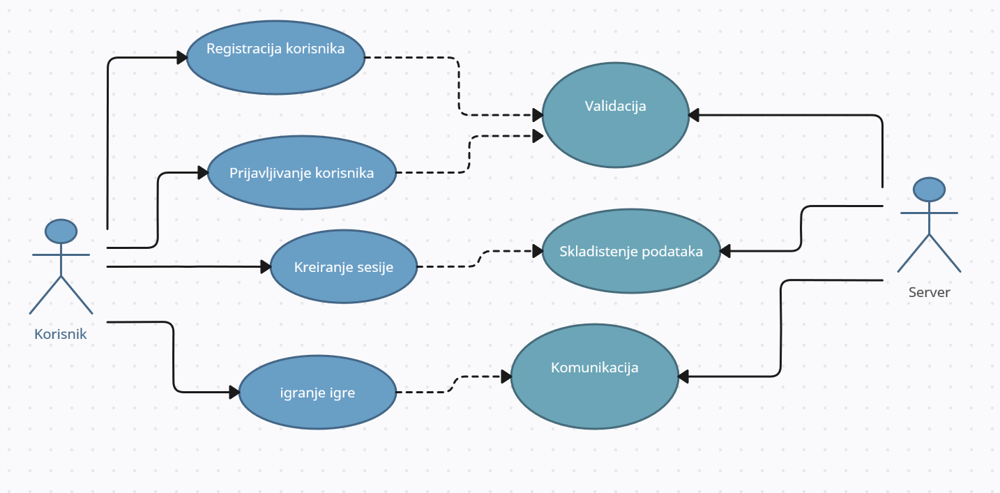 Registracija korisnika
Validacija
Prijavljivanje korisnika
Kreiranje sesije
Skladistenje podataka
Server
Korisnik
igranje igre
Komunikacija